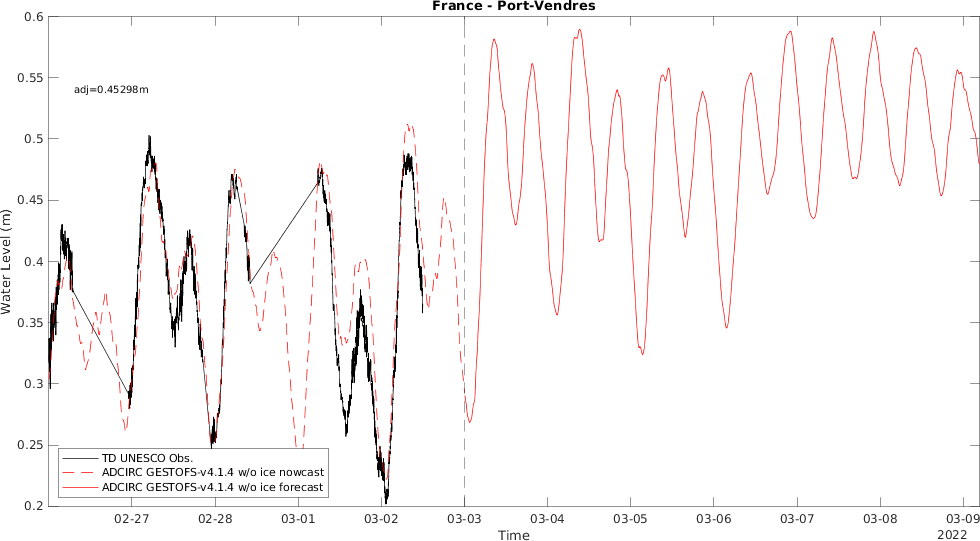 France - Port-Vendres
0.6
0.55
0.5
0.45
0.4
0.35
0.3
0.25
0.2
Water Level (m)
adj=0.45298m
TD UNESCO Obs.
ADCIRC GESTOFS-v4.1.4 w/o ice nowcast
ADCIRC GESTOFS-v4.1.4 w/o ice forecast
02-27 02-28 03-01 03-02 03-03 03-04 03-05 03-06 03-07 03-08 03-09
Time 2022